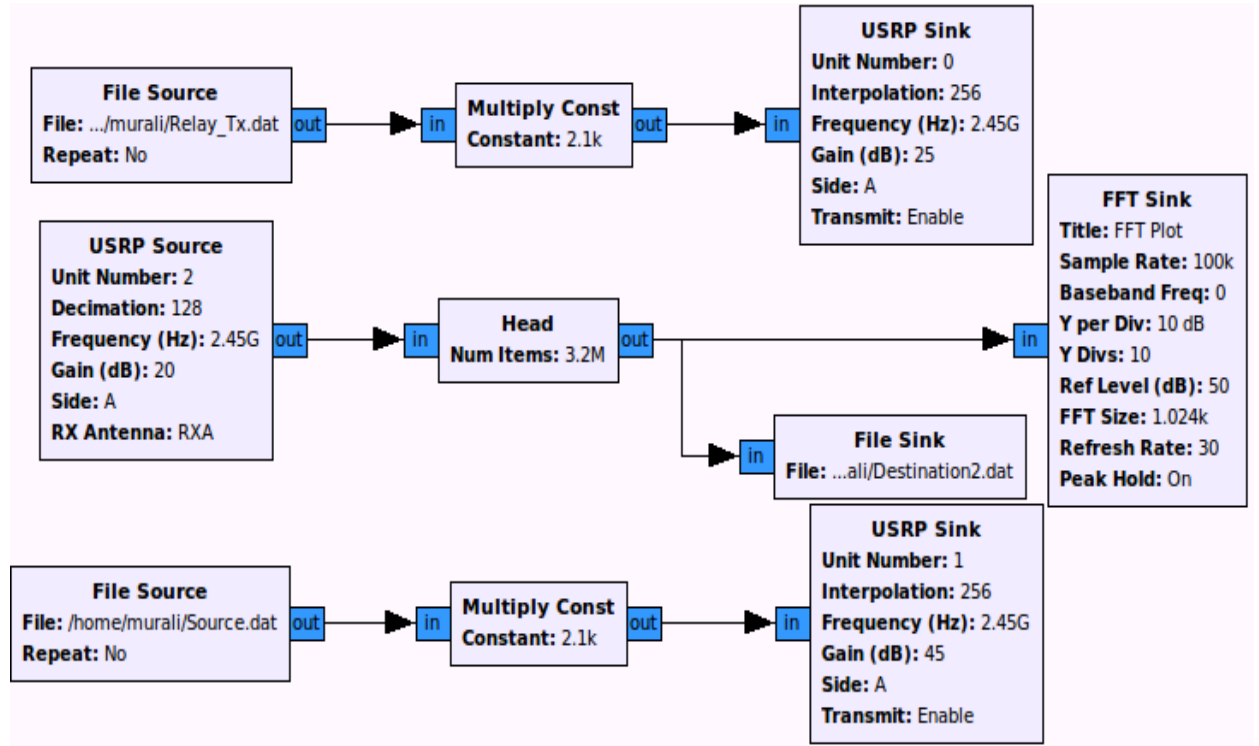 File Source
File: .../murali/Relay_Tx.dat
Repeat: No
out
in
Multiply Const
Constant: 2.1k
out
in
USRP Sink
Unit Number: 0
Interpolation: 256
Frequency (Hz): 2.45G
Gain (dB): 25
Side: A
Transmit: Enable
USRP Source
Unit Number: 2
Decimation: 128
Frequency (Hz): 2.45G
Gain (dB): 20
Side: A
RX Antenna: RXA
out
in
Head
Num Items: 3.2M
out
in
FFT Sink
Title: FFT Plot
Sample Rate: 100k
Baseband Freq: 0
Y per Div: 10 dB
Y Divs: 10
Ref Level (dB): 50
FFT Size: 1.024k
Refresh Rate: 30
Peak Hold: On
in
File Sink
File: ...ali/Destination2.dat
File Source
File: /home/murali/Source.dat
Repeat: No
out
in
Multiply Const
Constant: 2.1k
out
in
USRP Sink
Unit Number: 1
Interpolation: 256
Frequency (Hz): 2.45G
Gain (dB): 45
Side: A
Transmit: Enable